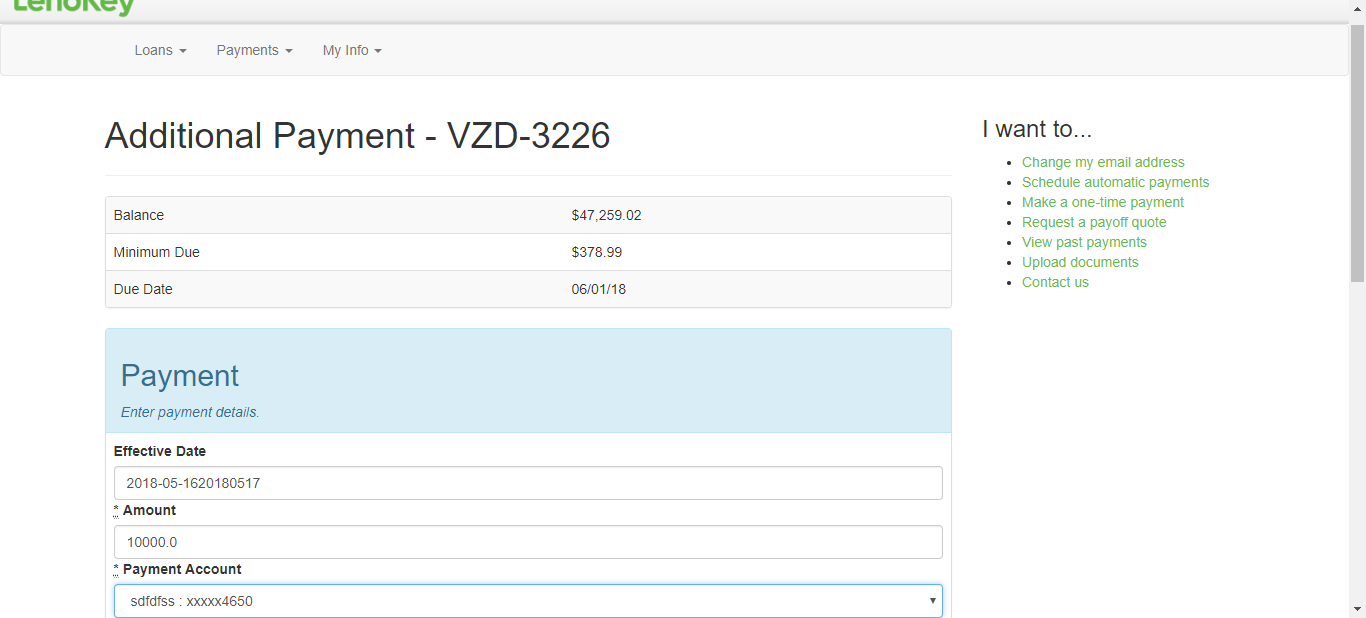 LendKey
Loans Payments My Info
Additional Payment - VZD-3226
Balance $47,259.02
Minimum Due $378.99
Due Date 06/01/18
Payment
Enter payment details.
Effective Date
2018-05-1620180517
* Amount
10000.0
* Payment Account
sdfdfss : xxxxx4650
I want to...
Change my email address
Schedule automatic payments
Make a one-time payment
Request a payoff quote
View past payments
Upload documents
Contact us